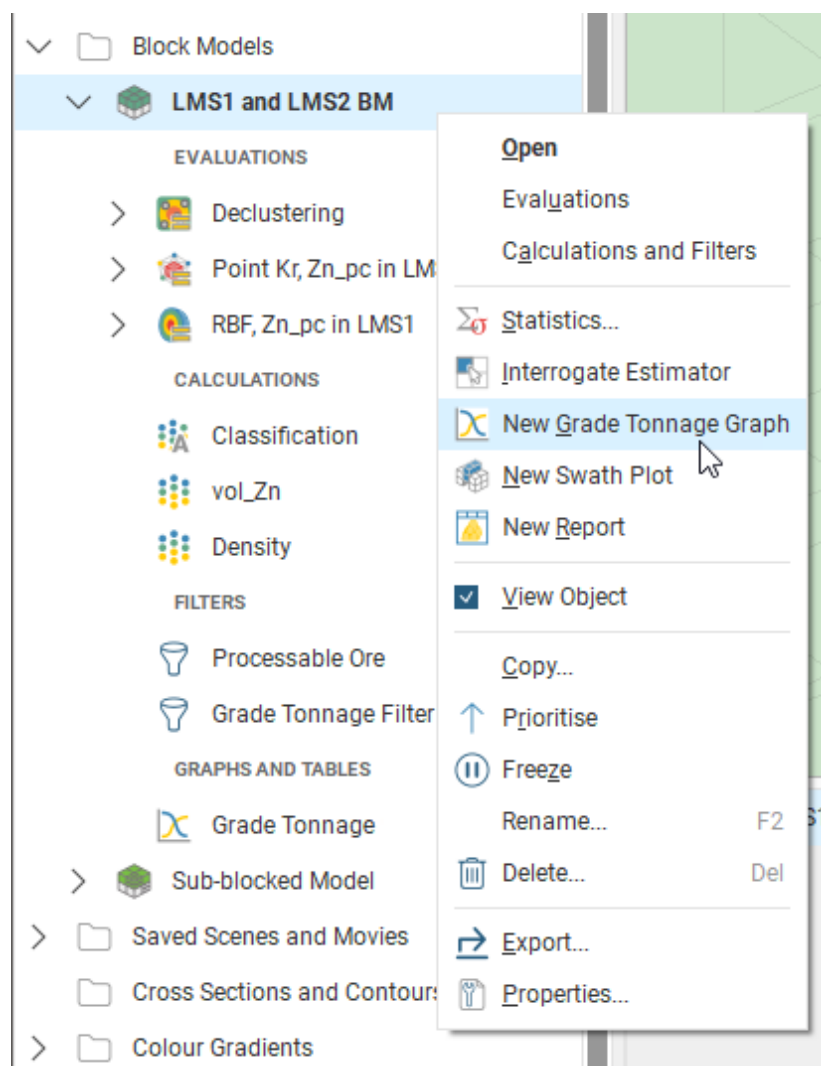 Block Models
LMS1 and LMS2 BM
EVALUATIONS
Declustering
Point Kr, Zn_pc in LM
RBF, Zn_pc in LMS1
CALCULATIONS
Classification
vol_Zn
Density
FILTERS
Processable Ore
Grade Tonnage Filter
GRAPHS AND TABLES
Grade Tonnage
Sub-blocked Model
Saved Scenes and Movies
Cross Sections and Contours
Colour Gradients
Open
Evaluations
Calculations and Filters
Statistics...
Interrogate Estimator
New Grade Tonnage Graph
New Swath Plot
New Report
View Object
Copy...
Prioritise
Freeze
Rename... F2
Delete... Del
Export...
Properties...